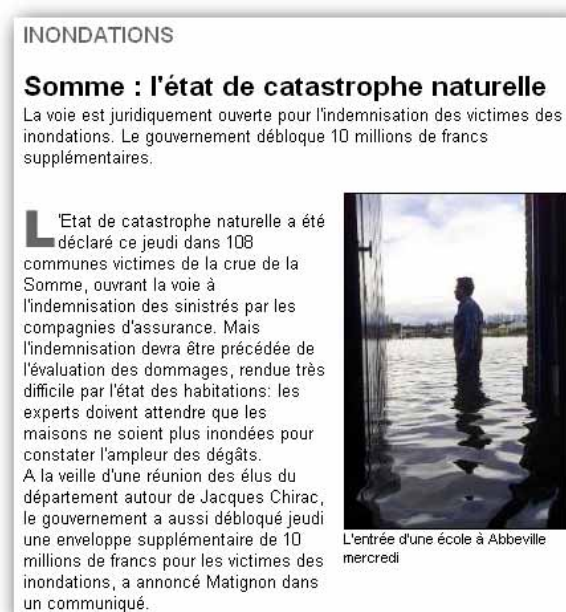 INONDATIONS
Somme : l'état de catastrophe naturelle
La voie est juridiquement ouverte pour l'indemnisation des victimes des
inondations. Le gouvernement débloque 10 millions de francs
supplémentaires.
L'Etat de catastrophe naturelle a été
déclaré ce jeudi dans 108
communes victimes de la crue de la
Somme, ouvrant la voie à
l'indemnisation des sinistrés par les
compagnies d'assurance. Mais
l'indemnisation devra être précédée de
l'évaluation des dommages, rendue très
difficile par l'état des habitations: les
experts doivent attendre que les
maisons ne soient plus inondées pour
constater l'ampleur des dégâts.
A la veille d'une réunion des élus du
département autour de Jacques Chirac,
le gouvernement a aussi débloqué jeudi
une enveloppe supplémentaire de 10
millions de francs pour les victimes des
inondations, a annoncé Matignon dans
un communiqué.
L'entrée d'une école à Abbeville
mercredi